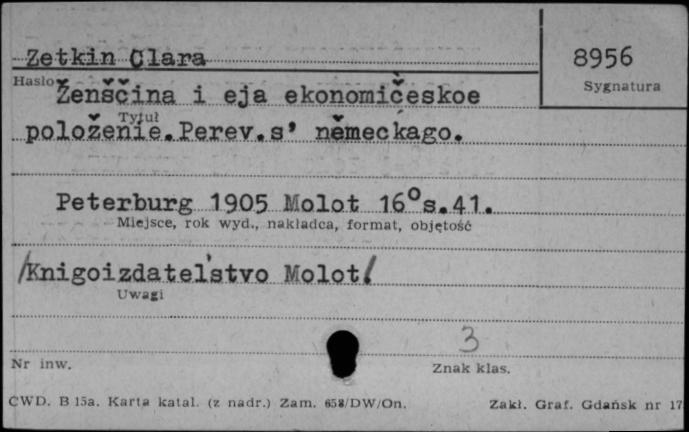 Zetkin Clara
8956
Hasło
Sygnatura
Ženščina i eja ekonomičeskoe
Tytuł
položenie.Perev.s' německago.
Peterburg 1905 Molot 16°s.41.
Miejsce, rok wyd., nakładca, format, objętość
/Knigoizdatel'stvo Molot/
Uwagi
3
Nr inw.
Znak klas.
CWD. B 15a. Karta katal. (z nadr.) Zam. 658/DW/On.
Zakł. Graf. Gdańsk nr 17